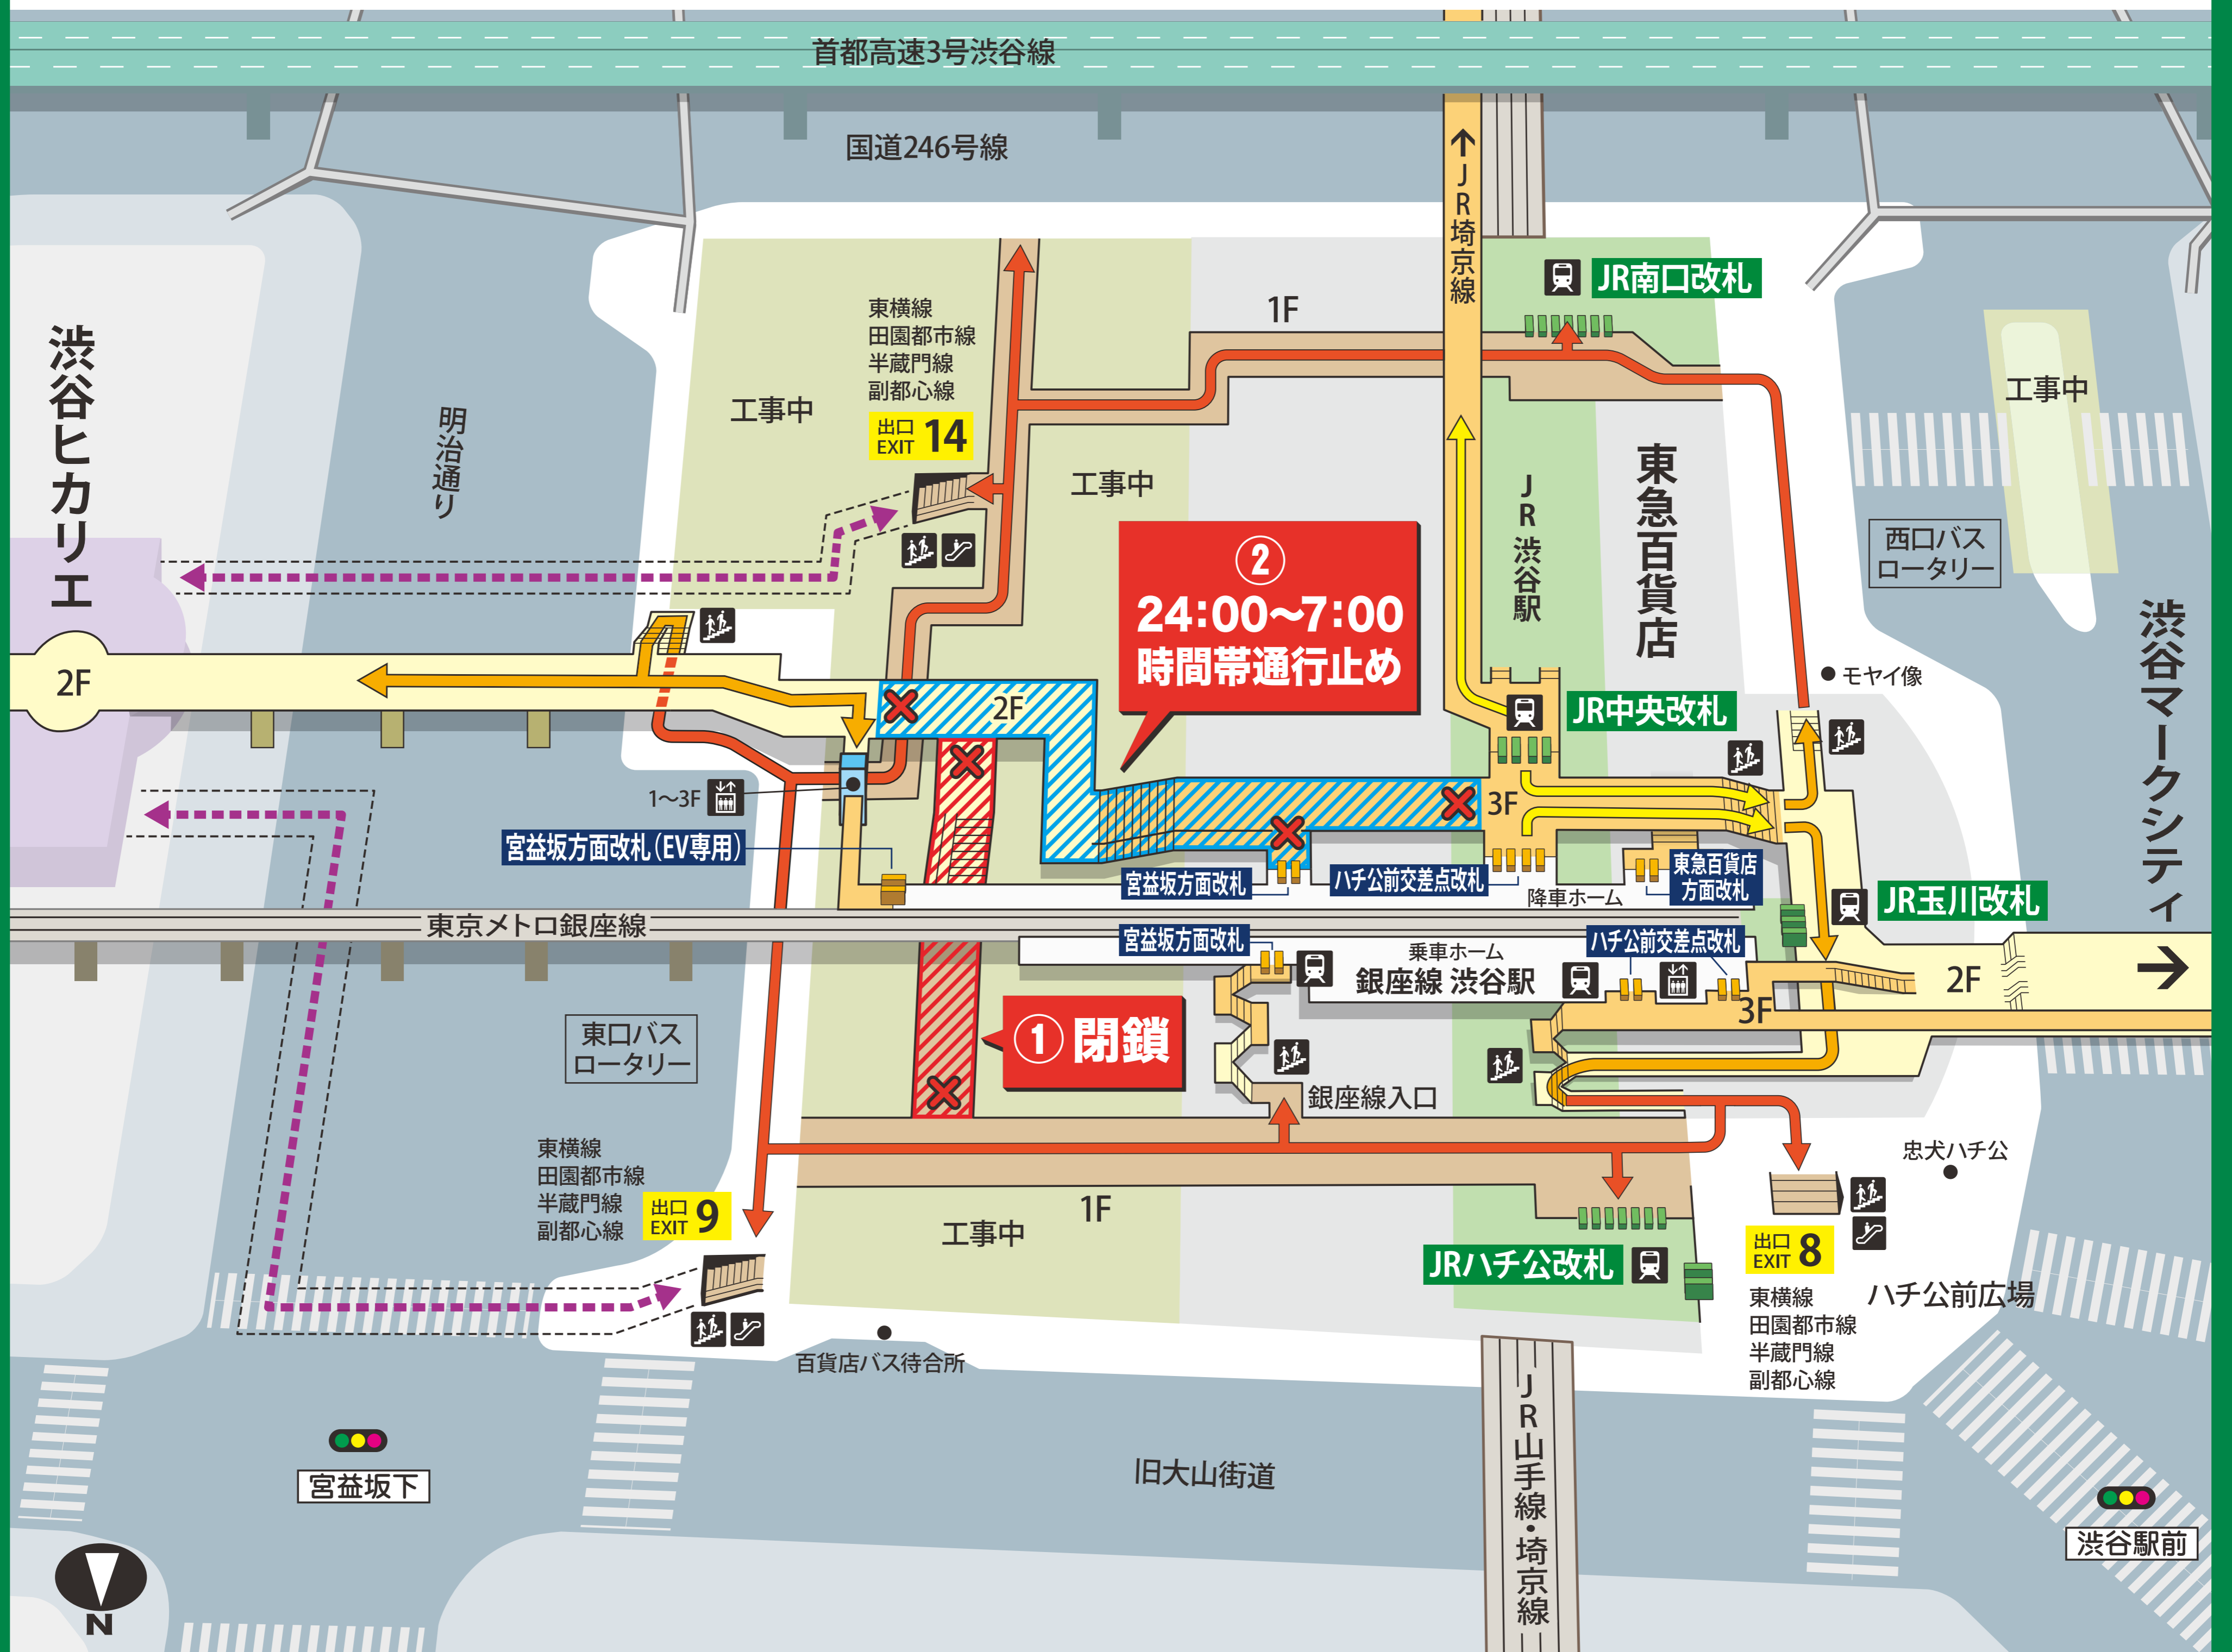 首都高速3号渋谷線
国道246号線
↑JR埼京線
JR南口改札
1F
東横線
田園都市線
半蔵門線
副都心線
出口
EXIT 14
工事中
工事中
工事中
渋谷ヒカリエ
明治通り
JR渋谷駅
東急百貨店
西口バス
ロータリー
②
24:00〜7:00
時間帯通行止め
渋谷マークシティ
モヤイ像
2F
2F
JR中央改札
1〜3F
3F
宮益坂方面改札(EV専用)
宮益坂方面改札
ハチ公前交差点改札
東急百貨店
方面改札
降車ホーム
JR玉川改札
東京メトロ銀座線
宮益坂方面改札
乗車ホーム
銀座線 渋谷駅
ハチ公前交差点改札
3F
2F
→
東口バス
ロータリー
①閉鎖
銀座線入口
東横線
田園都市線
半蔵門線
副都心線
出口
EXIT 9
1F
工事中
忠犬ハチ公
JRハチ公改札
出口
EXIT 8
東横線
田園都市線
半蔵門線
副都心線
ハチ公前広場
百貨店バス待合所
JR山手線・埼京線
旧大山街道
宮益坂下
渋谷駅前
N